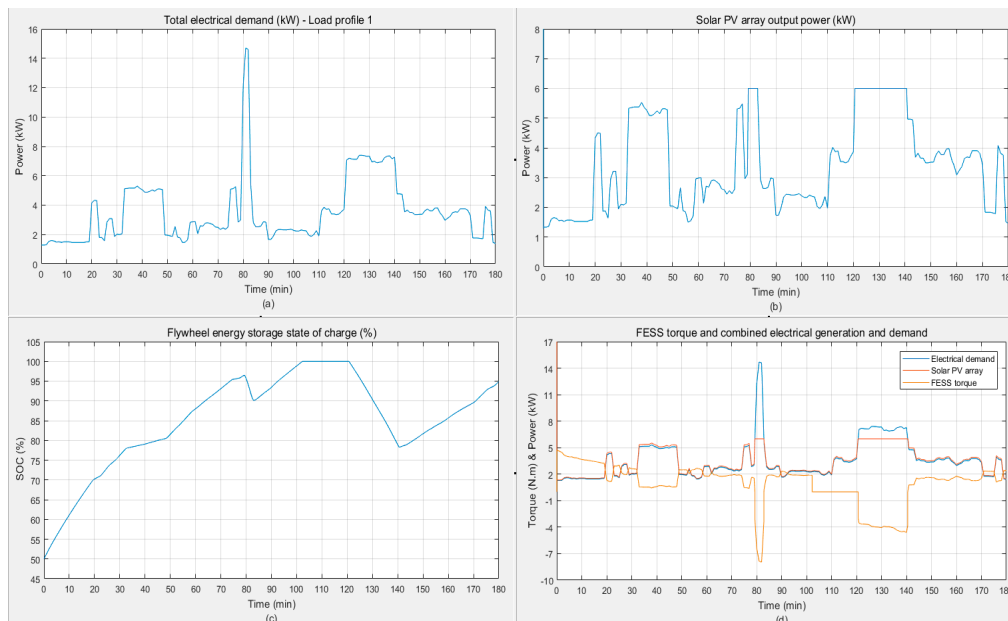 Total electrical demand (kW) - Load profile 1
16
14
12
10
8
6
4
2
0
Power (kW)
0 10 20 30 40 50 60 70 80 90 100 110 120 130 140 150 160 170 180
Time (min)
(a)
Solar PV array output power (kW)
8
7
6
5
4
3
2
1
0
Power (kW)
0 10 20 30 40 50 60 70 80 90 100 110 120 130 140 150 160 170 180
Time (min)
(b)
Flywheel energy storage state of charge (%)
105
100
95
90
85
80
75
70
65
60
55
50
45
SOC (%)
0 10 20 30 40 50 60 70 80 90 100 110 120 130 140 150 160 170 180
Time (min)
(c)
FESS torque and combined electrical generation and demand
17
14
11
8
5
2
-1
-4
-7
-10
Torque (N.m) & Power (kW)
Electrical demand
Solar PV array
FESS torque
0 10 20 30 40 50 60 70 80 90 100 110 120 130 140 150 160 170 180
Time (min)
(d)